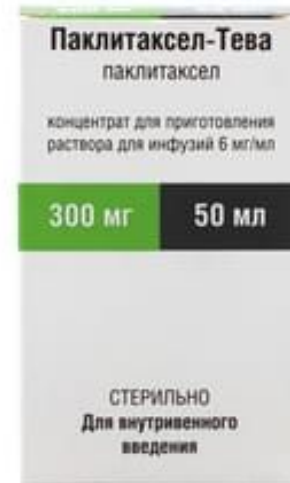 Паклитаксел-Тева
паклитаксел
концентрат для приготовления
раствора для инфузий 6 мг/мл
300 мг 50 мл
СТЕРИЛЬНО
Для внутривенного
введения